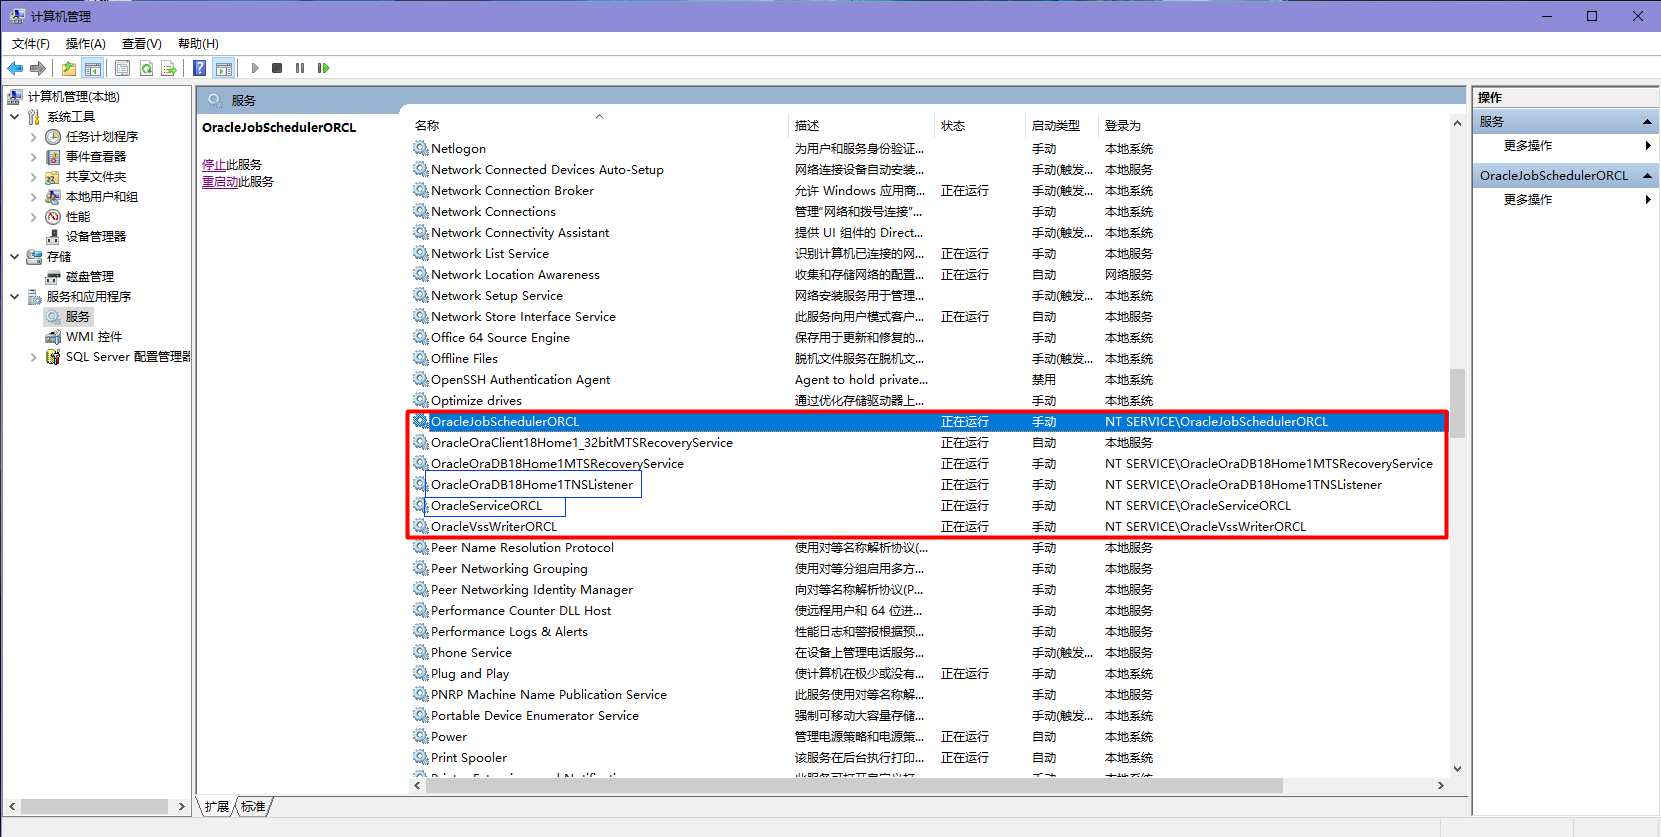 计算机管理
文件(F) 操作(A) 查看(V) 帮助(H)
计算机管理(本地)
系统工具
任务计划程序
事件查看器
共享文件夹
本地用户和组
性能
设备管理器
存储
磁盘管理
服务和应用程序
服务
WMI 控件
SQL Server 配置管理器
服务
OracleJobSchedulerORCL
停止此服务
重启动此服务
名称 描述 状态 启动类型 登录为
Netlogon 为用户和服务身份验证... 手动 本地系统
Network Connected Devices Auto-Setup 网络连接设备自动安装... 手动(触发... 本地系统
Network Connection Broker 允许 Windows 应用商... 正在运行 手动(触发... 本地系统
Network Connections 管理“网络和拨号连接”... 手动 本地系统
Network Connectivity Assistant 提供 UI 组件的 Direct... 手动(触发... 本地系统
Network List Service 识别计算机已连接的网... 正在运行 手动 本地服务
Network Location Awareness 收集和存储网络的配置... 正在运行 自动 网络服务
Network Setup Service 网络安装服务用于管理... 手动(触发... 本地系统
Network Store Interface Service 此服务向用户模式客户... 正在运行 自动 本地服务
Office 64 Source Engine 保存用于更新和修复的... 手动 本地系统
Offline Files 脱机文件服务在脱机文... 手动(触发... 本地系统
OpenSSH Authentication Agent Agent to hold private... 禁用 本地系统
Optimize drives 通过优化存储驱动器上... 手动 本地系统
OracleJobSchedulerORCL 正在运行 手动 NT SERVICE\OracleJobSchedulerORCL
OracleOraClient18Home1_32bitMTSRecoveryService 正在运行 自动 本地服务
OracleOraDB18Home1MTSRecoveryService 正在运行 手动 NT SERVICE\OracleOraDB18Home1MTSRecoveryService
OracleOraDB18Home1TNSListener 正在运行 手动 NT SERVICE\OracleOraDB18Home1TNSListener
OracleServiceORCL 正在运行 手动 NT SERVICE\OracleServiceORCL
OracleVssWriterORCL 正在运行 手动 NT SERVICE\OracleVssWriterORCL
Peer Name Resolution Protocol 使用对等名称解析协议(... 手动 本地服务
Peer Networking Grouping 使用对等分组启用多方... 手动 本地服务
Peer Networking Identity Manager 向对等名称解析协议(P... 手动 本地服务
Performance Counter DLL Host 使远程用户和 64 位进... 手动 本地服务
Performance Logs & Alerts 性能日志和警报根据预... 手动 本地服务
Phone Service 在设备上管理电话服务... 手动(触发... 本地服务
Plug and Play 使计算机在极少或没有... 正在运行 手动 本地系统
PNRP Machine Name Publication Service 此服务使用对等名称解... 手动 本地服务
Portable Device Enumerator Service 强制可移动大容量存储... 手动(触发... 本地系统
Power 管理电源策略和电源策... 正在运行 自动 本地系统
Print Spooler 该服务在后台执行打印... 正在运行 自动 本地系统
扩展 标准
操作
服务
更多操作
OracleJobSchedulerORCL
更多操作